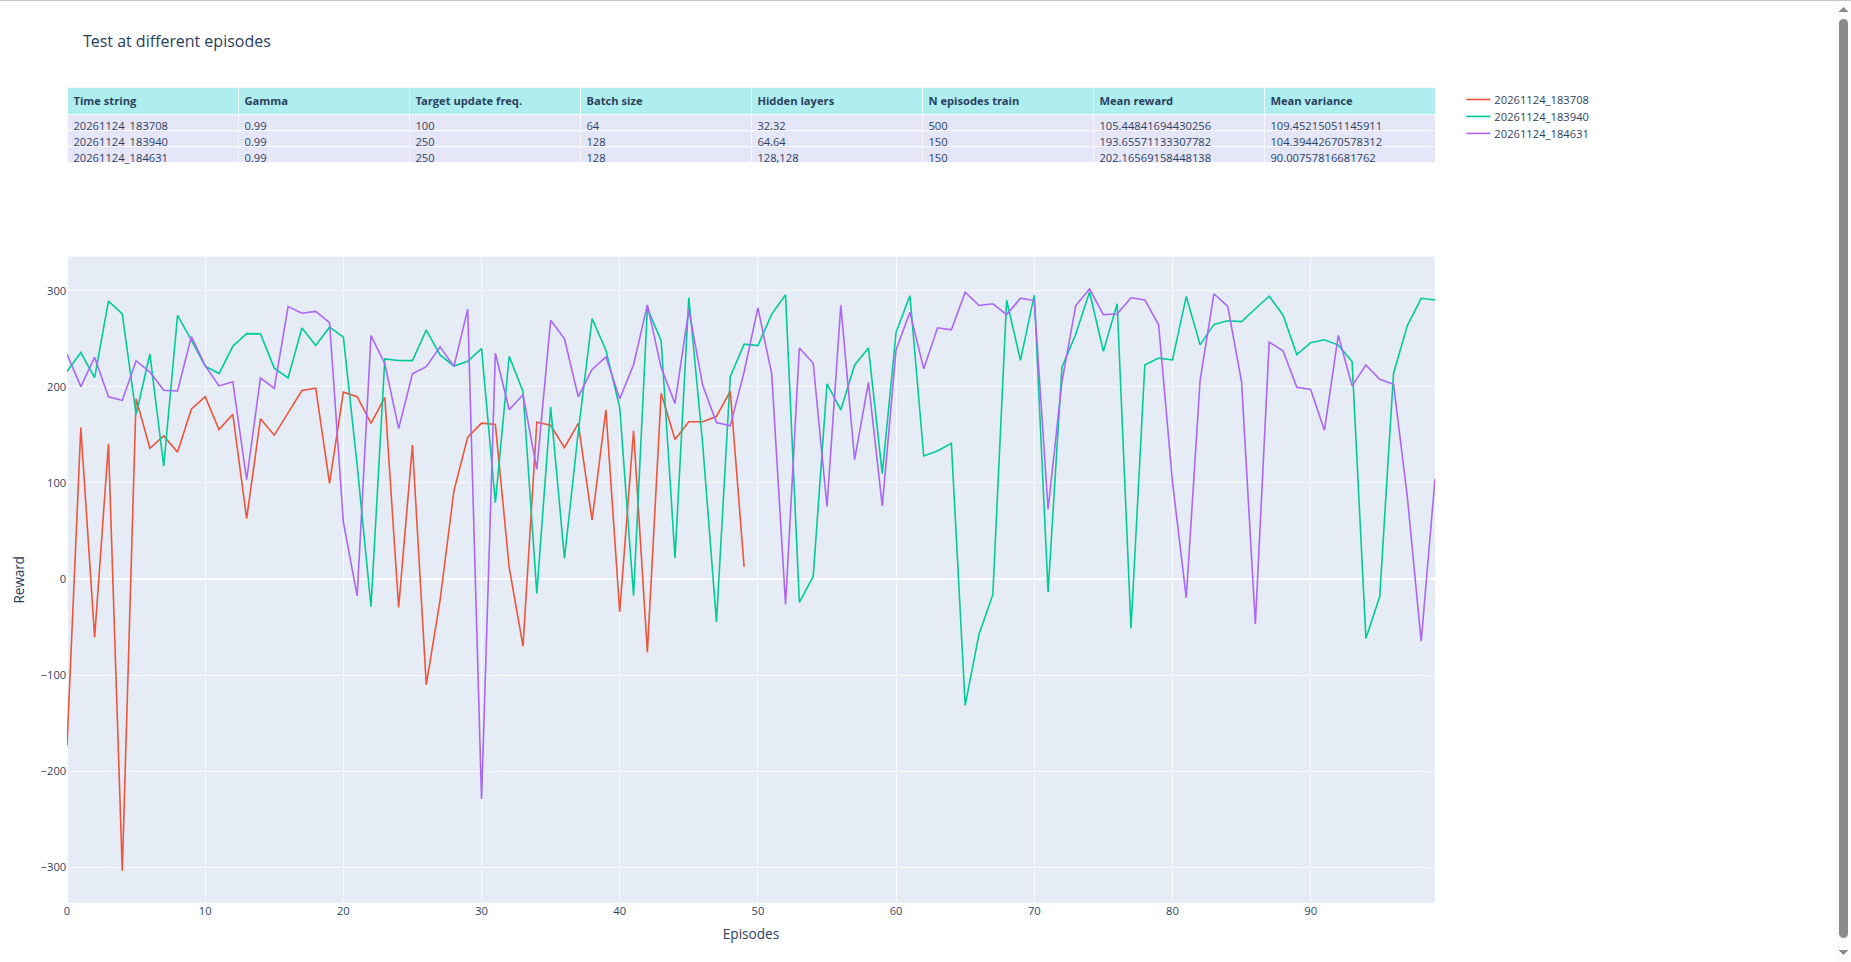 Test at different episodes
Time string Gamma Target update freq. Batch size Hidden layers N episodes train Mean reward Mean variance
20261124_183708 0.99 100 64 32,32 500 105.44841694430256 109.45215051145911
20261124_183940 0.99 250 128 64,64 150 193.65571133307782 104.39442670578312
20261124_184631 0.99 250 128 128,128 150 202.16569158448138 90.00757816681762
20261124_183708
20261124_183940
20261124_184631
300
200
100
0
−100
−200
−300
Reward
0 10 20 30 40 50 60 70 80 90
Episodes